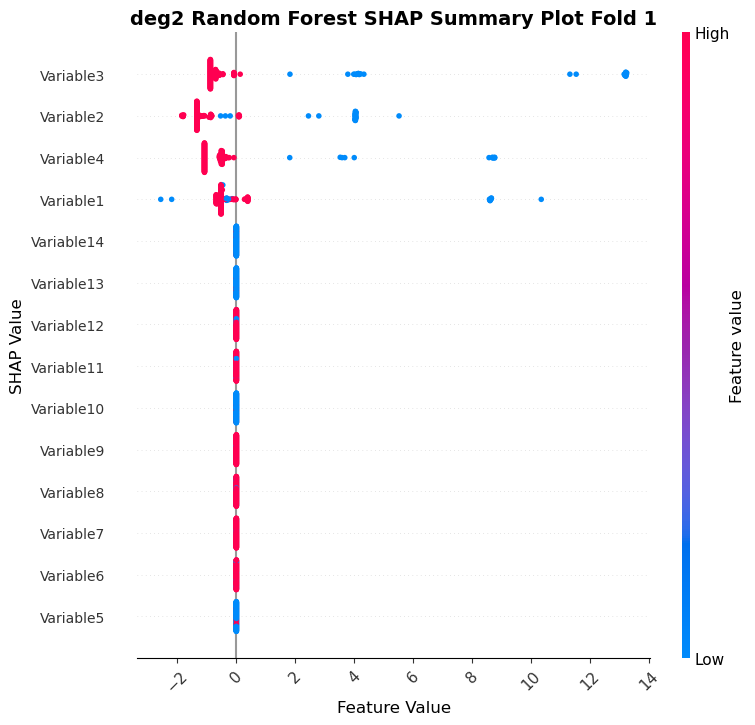 deg2 Random Forest SHAP Summary Plot Fold 1
High
Variable3
Variable2
Variable4
Variable1
Variable14
Variable13
Variable12
Variable11
Variable10
Variable9
Variable8
Variable7
Variable6
Variable5
SHAP Value
Feature value
Low
−2 0 2 4 6 8 10 12 14
Feature Value